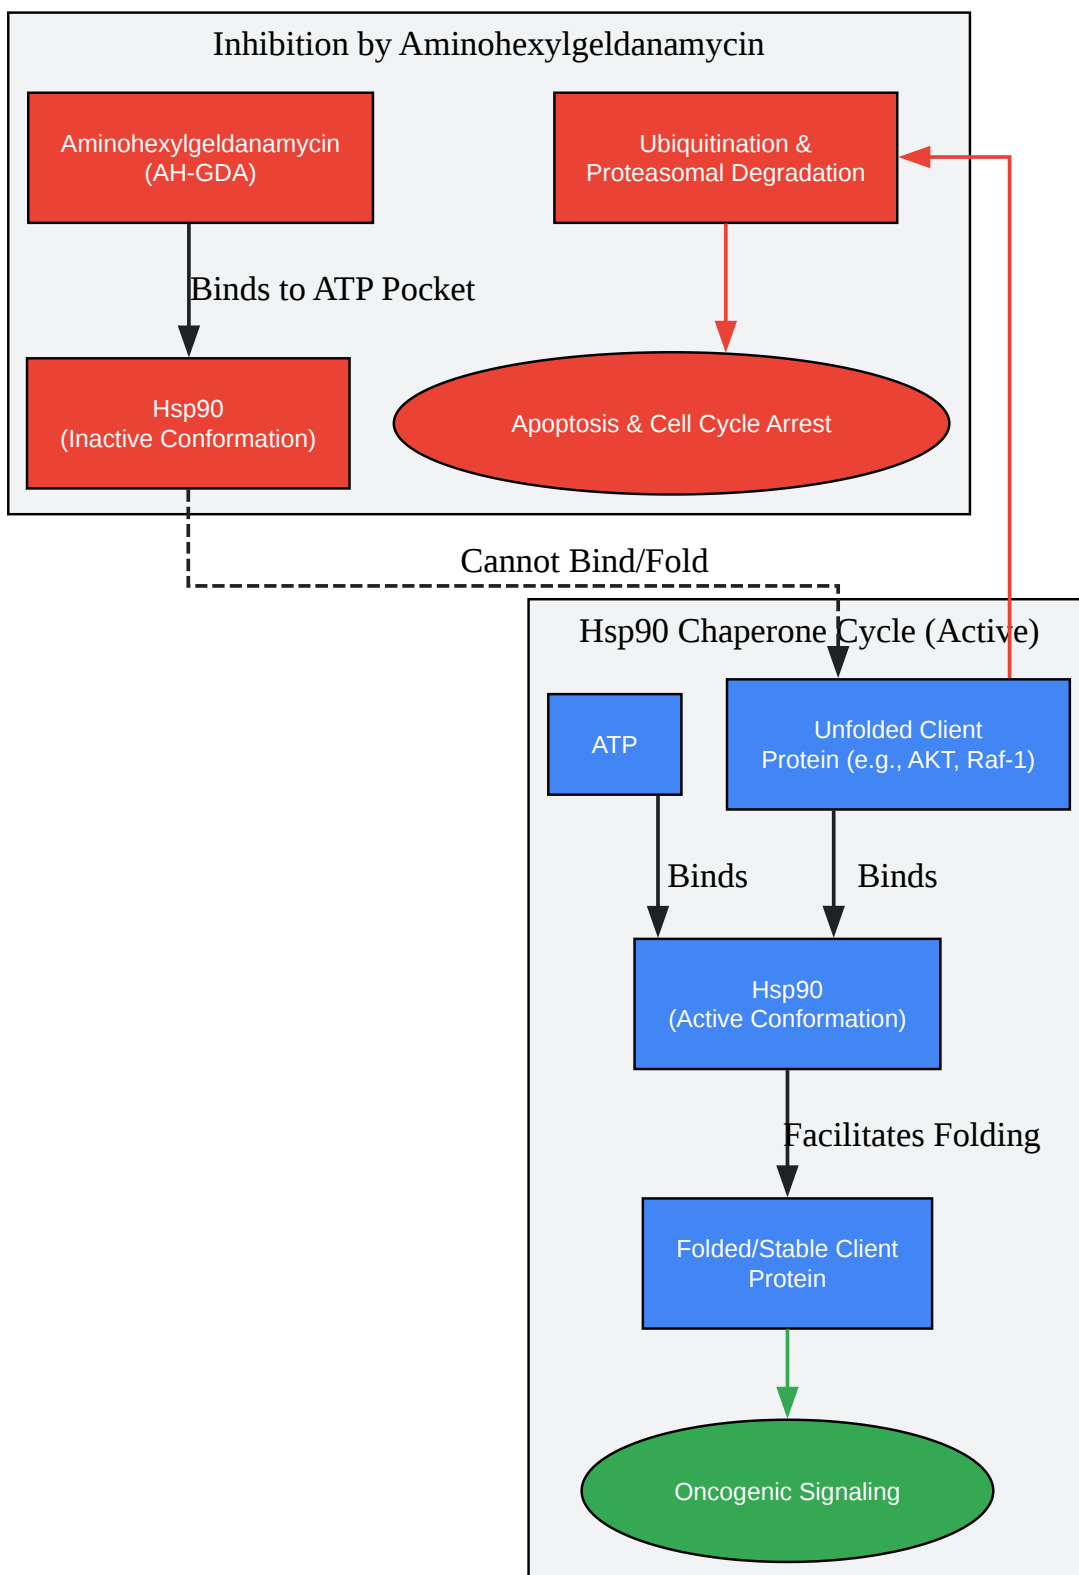 Inhibition by Aminohexylgeldanamycin
Aminohexylgeldanamycin
(AH-GDA)
Ubiquitination &
Proteasomal Degradation
Binds to ATP Pocket
Hsp90
(Inactive Conformation)
Apoptosis & Cell Cycle Arrest
Cannot Bind/Fold
Hsp90 Chaperone Cycle (Active)
ATP
Unfolded Client
Protein (e.g., AKT, Raf-1)
Binds
Binds
Hsp90
(Active Conformation)
Facilitates Folding
Folded/Stable Client
Protein
Oncogenic Signaling